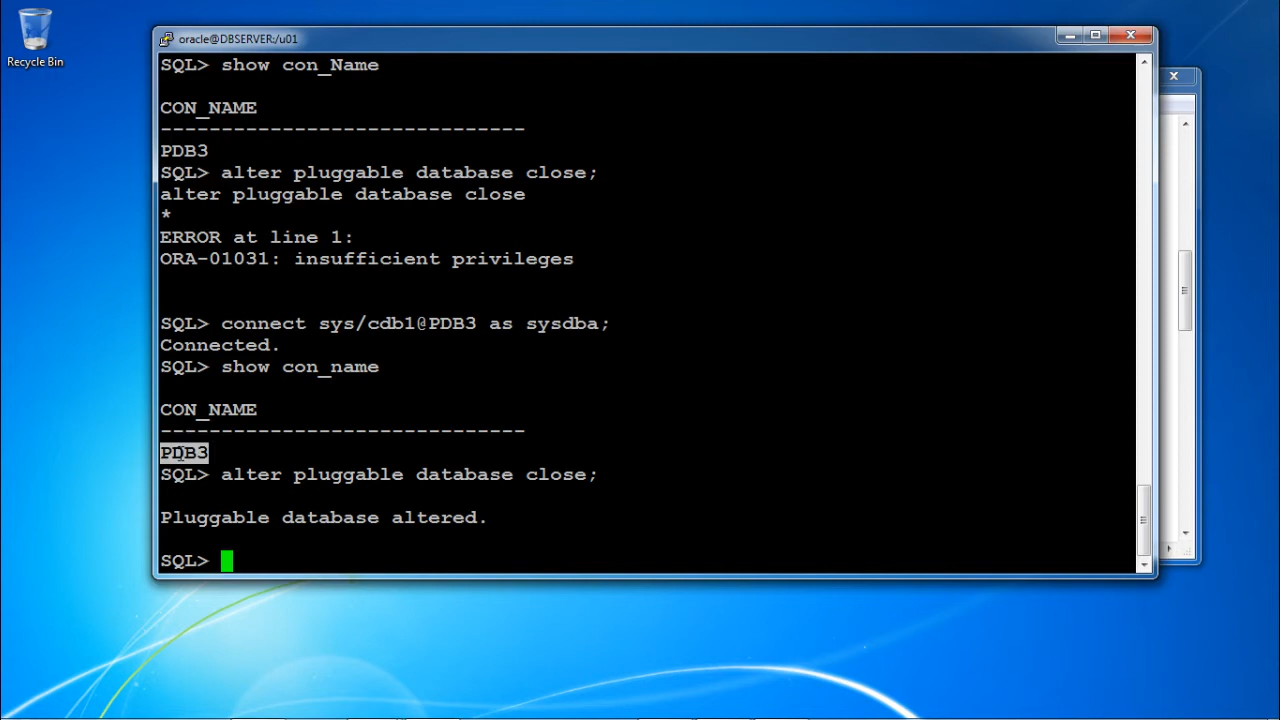 Recycle Bin
oracle@DBSERVER:/u01
SQL> show con_Name
CON_NAME
------------------------------
PDB3
SQL> alter pluggable database close;
alter pluggable database close
*
ERROR at line 1:
ORA-01031: insufficient privileges
SQL> connect sys/cdb1@PDB3 as sysdba;
Connected.
SQL> show con_name
CON_NAME
------------------------------
PDB3
SQL> alter pluggable database close;
Pluggable database altered.
SQL>